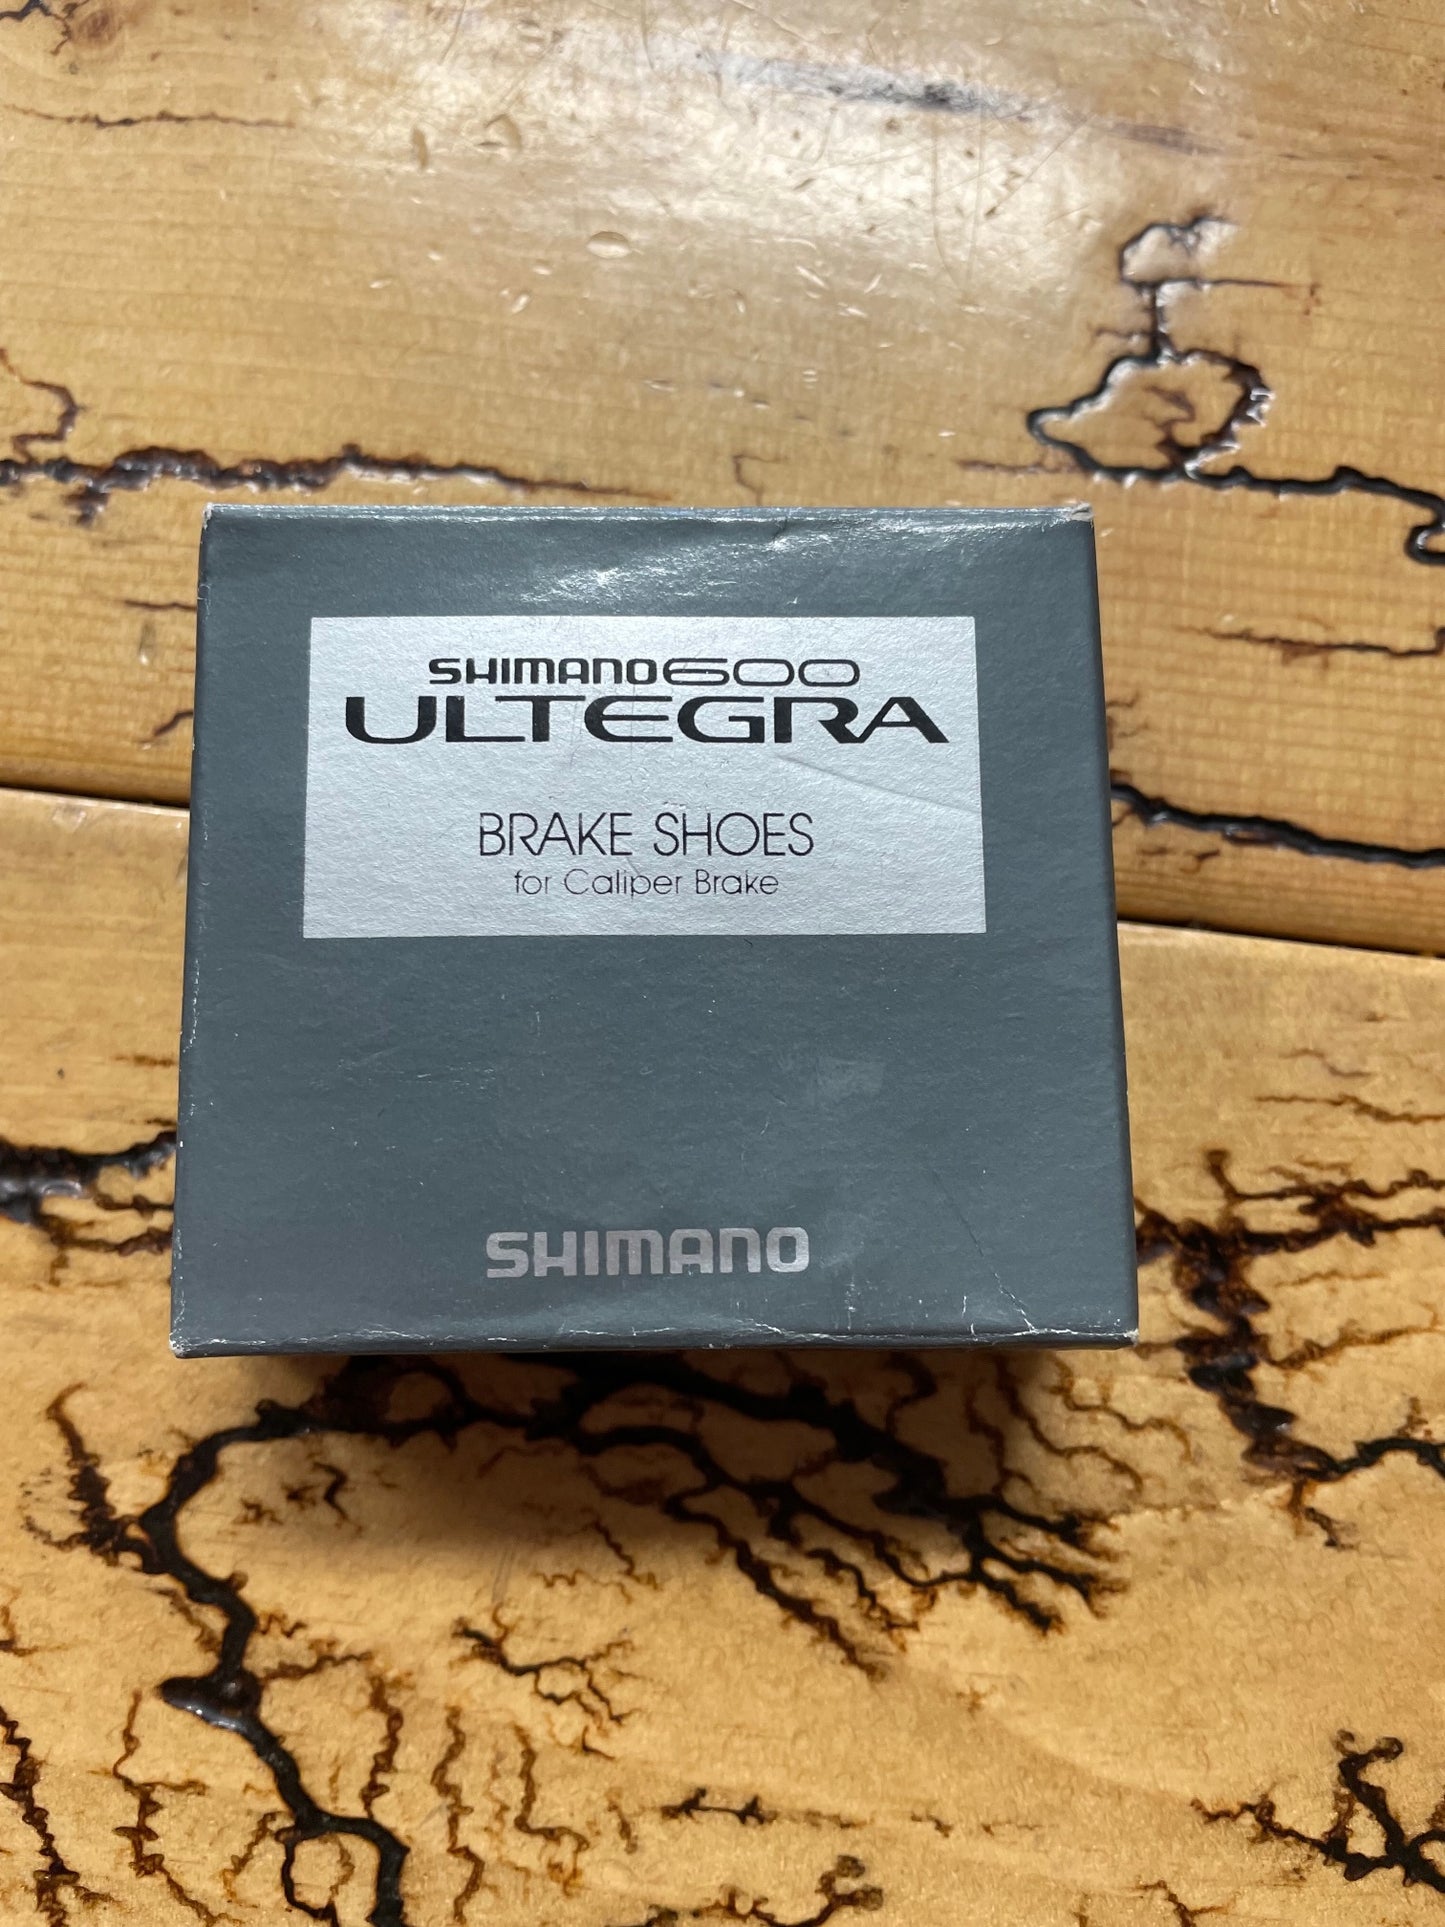 SHIMANO600
ULTEGRA
BRAKE SHOES
for Caliper Brake
SHIMANO